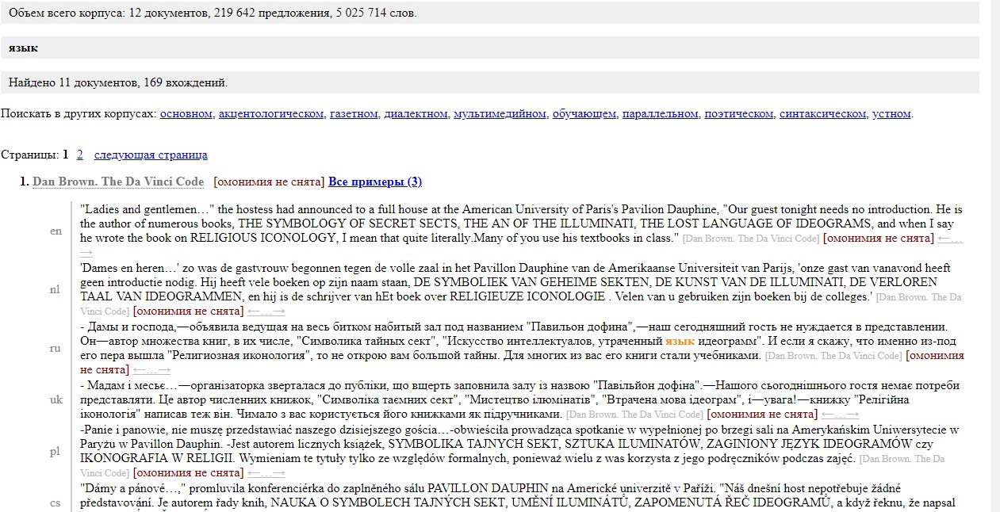 Объем всего корпуса: 12 документов, 219 642 предложения, 5 025 714 слов.
язык
Найдено 11 документов, 169 вхождений.
Поискать в других корпусах: основном, акцентологическом, газетном, диалектном, мультимедийном, обучающем, параллельном, поэтическом, синтаксическом, устном.
Страницы: 1 2 следующая страница
1. Dan Brown. The Da Vinci Code [омонимия не снята] Все примеры (3)
"Ladies and gentlemen…" the hostess had announced to a full house at the American University of Paris's Pavilion Dauphine, "Our guest tonight needs no introduction. He is
the author of numerous books, THE SYMBOLOGY OF SECRET SECTS, THE AN OF THE ILLUMINATI, THE LOST LANGUAGE OF IDEOGRAMS, and when I say
en he wrote the book on RELIGIOUS ICONOLOGY, I mean that quite literally.Many of you use his textbooks in class." [Dan Brown. The Da Vinci Code] [омонимия не снята] ←…
→
'Dames en heren…' zo was de gastvrouw begonnen tegen de volle zaal in het Pavillon Dauphine van de Amerikaanse Universiteit van Parijs, 'onze gast van vanavond heeft
geen introductie nodig. Hij heeft vele boeken op zijn naam staan, DE SYMBOLIEK VAN GEHEIME SEKTEN, DE KUNST VAN DE ILLUMINATI, DE VERLOREN
nl TAAL VAN IDEOGRAMMEN, en hij is de schrijver van hEt boek over RELIGIEUZE ICONOLOGIE . Velen van u gebruiken zijn boeken bij de colleges.' [Dan Brown. The Da
Vinci Code] [омонимия не снята] ←…→
- Дамы и господа,—объявила ведущая на весь битком набитый зал под названием "Павильон дофина",—наш сегодняшний гость не нуждается в представлении.
Он—автор множества книг, в их числе, "Символика тайных сект", "Искусство интеллектуалов, утраченный язык идеограмм". И если я скажу, что именно из-под
ru его пера вышла "Религиозная иконология", то не открою вам большой тайны. Для многих из вас его книги стали учебниками. [Dan Brown. The Da Vinci Code] [омонимия
не снята] ←…→
- Мадам і месьє…—організаторка зверталася до публіки, що вщерть заповнила залу із назвою "Павільйон дофіна".—Нашого сьогоднішнього гостя немає потреби
uk представляти. Це автор численних книжок, "Символіка таємних сект", "Мистецтво ілюмінатів", "Втрачена мова ідеограм", і—увага!—книжку "Релігійна
іконологія" написав теж він. Чимало з вас користується його книжками як підручниками. [Dan Brown. The Da Vinci Code] [омонимия не снята] ←…→
-Panie i panowie, nie muszę przedstawiać naszego dzisiejszego gościa…-obwieściła prowadząca spotkanie w wypełnionej po brzegi sali na Amerykańskim Uniwersytecie w
Paryżu w Pavillon Dauphin. -Jest autorem licznych książek, SYMBOLIKA TAJNYCH SEKT, SZTUKA ILUMINATÓW, ZAGINIONY JĘZYK IDEOGRAMÓW czy
pl IKONOGRAFIA W RELIGII. Wymieniam te tytuły tylko ze względów formalnych, ponieważ wielu z was korzysta z jego podręczników podczas zajęć. [Dan Brown. The Da
Vinci Code] [омонимия не снята] ←…→
"Dámy a pánové…," promluvila konferenciérka do zaplněného sálu PAVILLON DAUPHIN na Americké univerzitě v Paříži. "Náš dnešní host nepotřebuje žádné
cs představování. Je autorem řady knih, NAUKA O SYMBOLECH TAJNÝCH SEKT, UMĚNÍ ILUMINÁTŮ, ZAPOMENUTÁ ŘEČ IDEOGRAMŮ, a když řeknu, že napsal